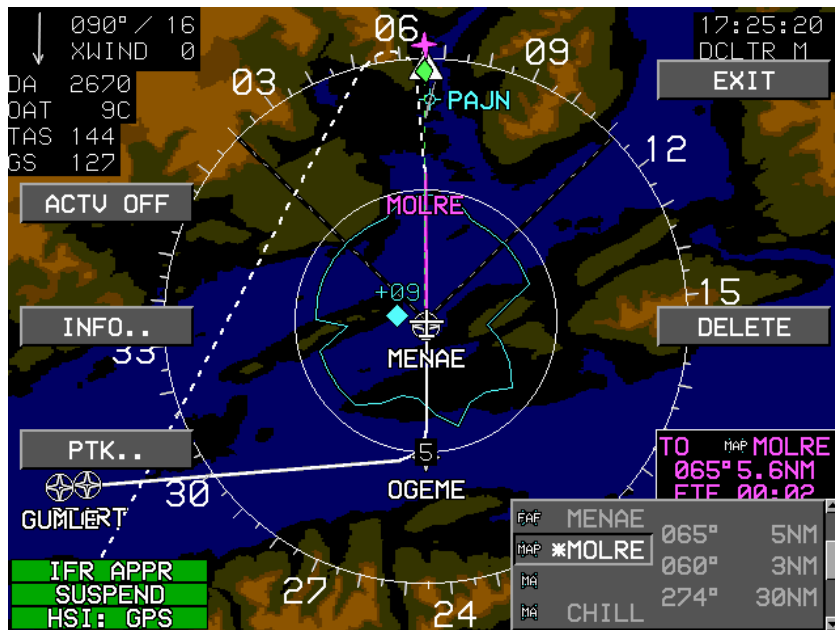 090°/ 16
XWIND 0
DA 2670
OAT 9C
TAS 144
GS 127
06
17:25:20
DCLTR M
EXIT
09
03
PAJN
12
ACTV OFF
MOLRE
+09
15
INFO..
DELETE
33
MENAE
PTK..
5
TO MAP MOLRE
065° 5.6NM
ETE 00:02
30
OGEME
FAF MENAE
065° 5NM
MAP *MOLRE
060° 3NM
MA
274° 30NM
MA CHILL
IFR APPR
SUSPEND
HSI: GPS
27
24